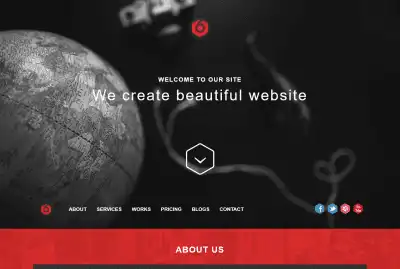 WELCOME TO OUR SITE
We create beautiful website
ABOUT SERVICES WORKS PRICING BLOGS CONTACT
ABOUT US